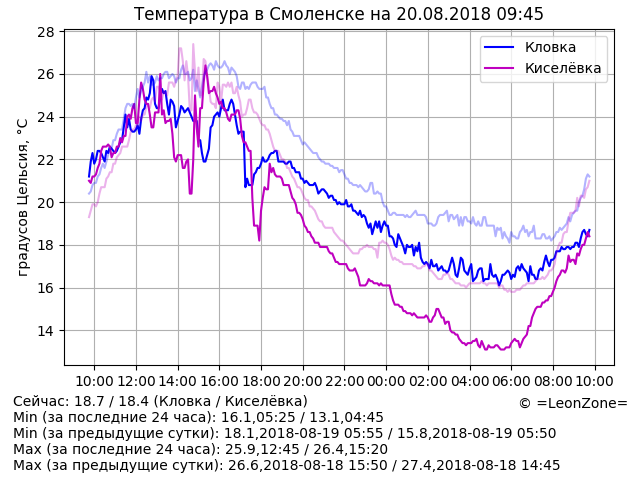 Температура в Смоленске на 20.08.2018 09:45
градусов Цельсия, °C
28
26
24
22
20
18
16
14
Кловка
Киселёвка
10:00 12:00 14:00 16:00 18:00 20:00 22:00 00:00 02:00 04:00 06:00 08:00 10:00
Сейчас: 18.7 / 18.4 (Кловка / Киселёвка)
© =LeonZone=
Min (за последние 24 часа): 16.1,05:25 / 13.1,04:45
Min (за предыдущие сутки): 18.1,2018-08-19 05:55 / 15.8,2018-08-19 05:50
Max (за последние 24 часа): 25.9,12:45 / 26.4,15:20
Max (за предыдущие сутки): 26.6,2018-08-18 15:50 / 27.4,2018-08-18 14:45